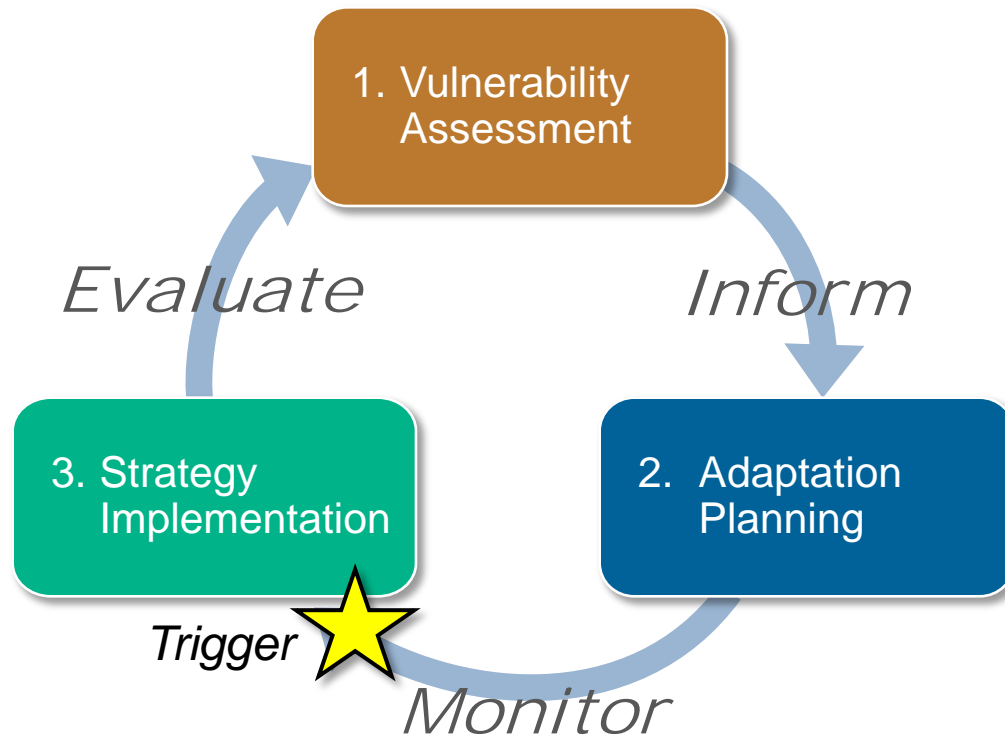 1. Vulnerability
Assessment
Evaluate
Inform
3. Strategy
Implementation
2. Adaptation
Planning
Trigger
Monitor